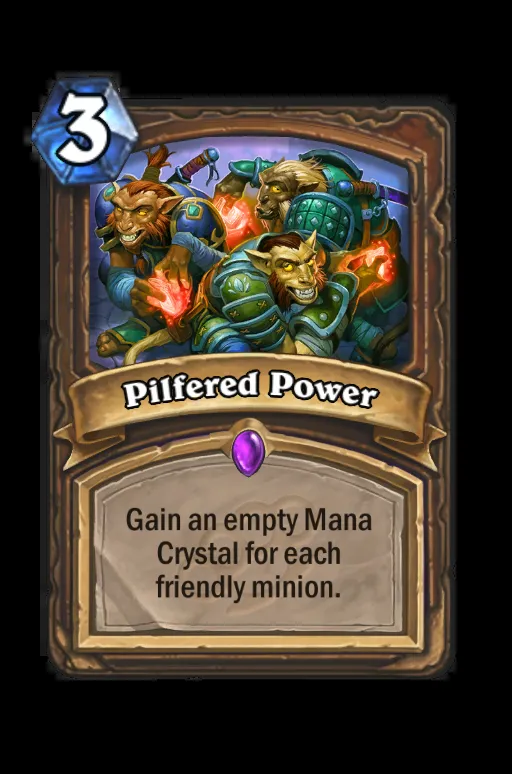 3
Pilfered Power
Gain an empty Mana
Crystal for each
friendly minion.